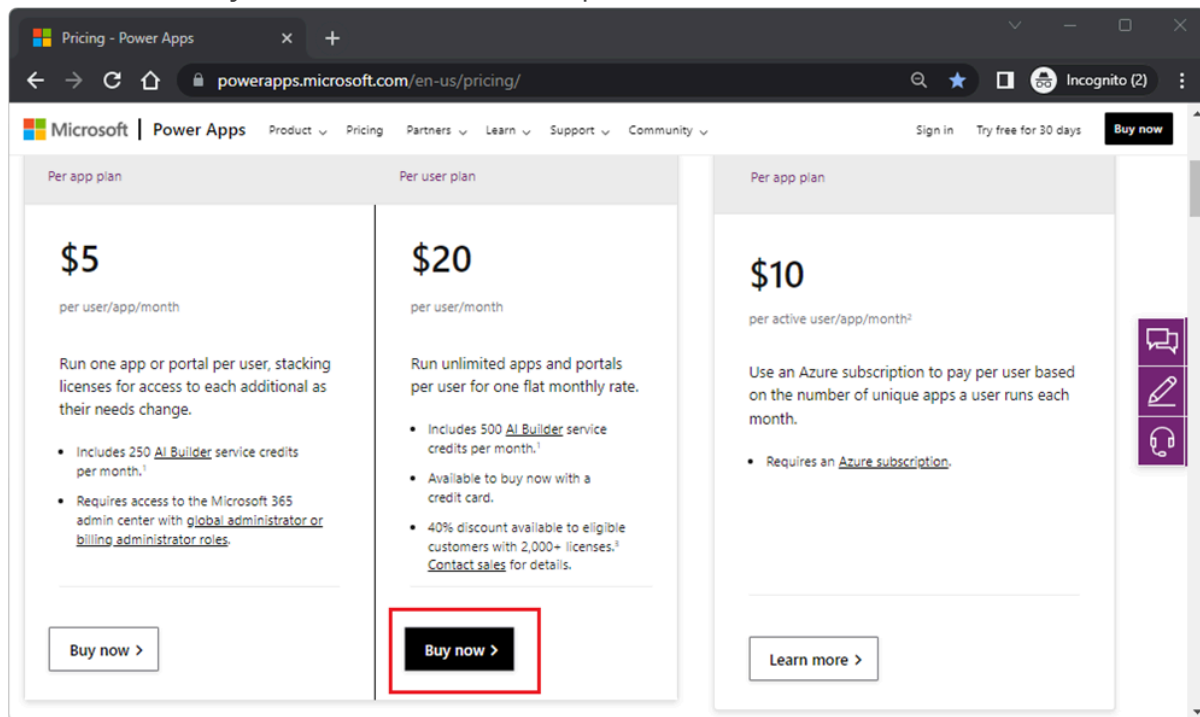 Pricing - Power Apps
powerapps.microsoft.com/en-us/pricing/
Incognito (2)
Microsoft | Power Apps Product Pricing Partners Learn Support Community Sign in Try free for 30 days Buy now
Per app plan
$5
per user/app/month
Run one app or portal per user, stacking
licenses for access to each additional as
their needs change.
• Includes 250 AI Builder service credits
per month.¹
• Requires access to the Microsoft 365
admin center with global administrator or
billing administrator roles.
Buy now >
Per user plan
$20
per user/month
Run unlimited apps and portals
per user for one flat monthly rate.
• Includes 500 AI Builder service
credits per month.¹
• Available to buy now with a
credit card.
• 40% discount available to eligible
customers with 2,000+ licenses.⁸
Contact sales for details.
Buy now >
Per app plan
$10
per active user/app/month²
Use an Azure subscription to pay per user based
on the number of unique apps a user runs each
month.
• Requires an Azure subscription.
Learn more >